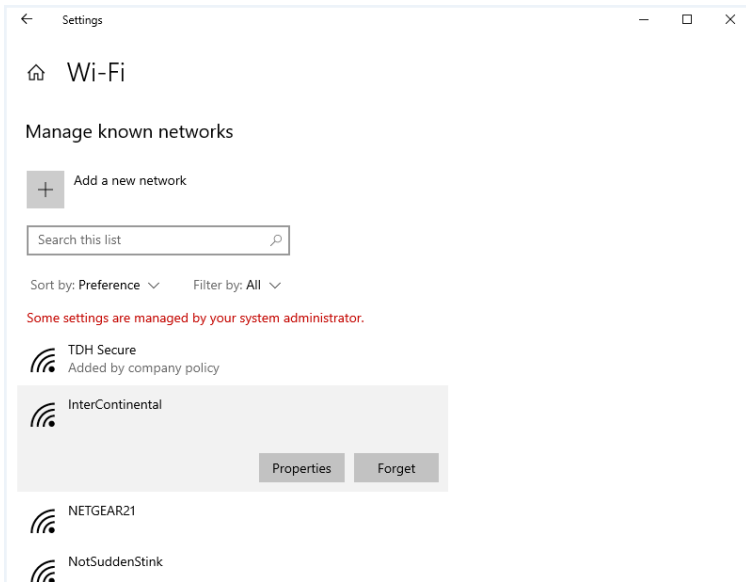 Settings
Wi-Fi
Manage known networks
Add a new network
Search this list
Sort by: Preference Filter by: All
Some settings are managed by your system administrator.
TDH Secure
Added by company policy
InterContinental
Properties Forget
NETGEAR21
NotSuddenStink